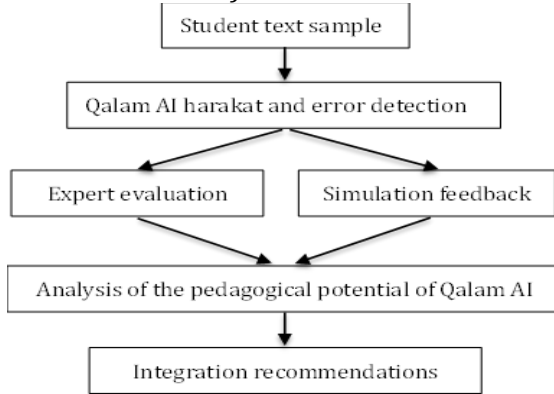 Student text sample
Qalam AI harakat and error detection
Expert evaluation
Simulation feedback
Analysis of the pedagogical potential of Qalam AI
Integration recommendations